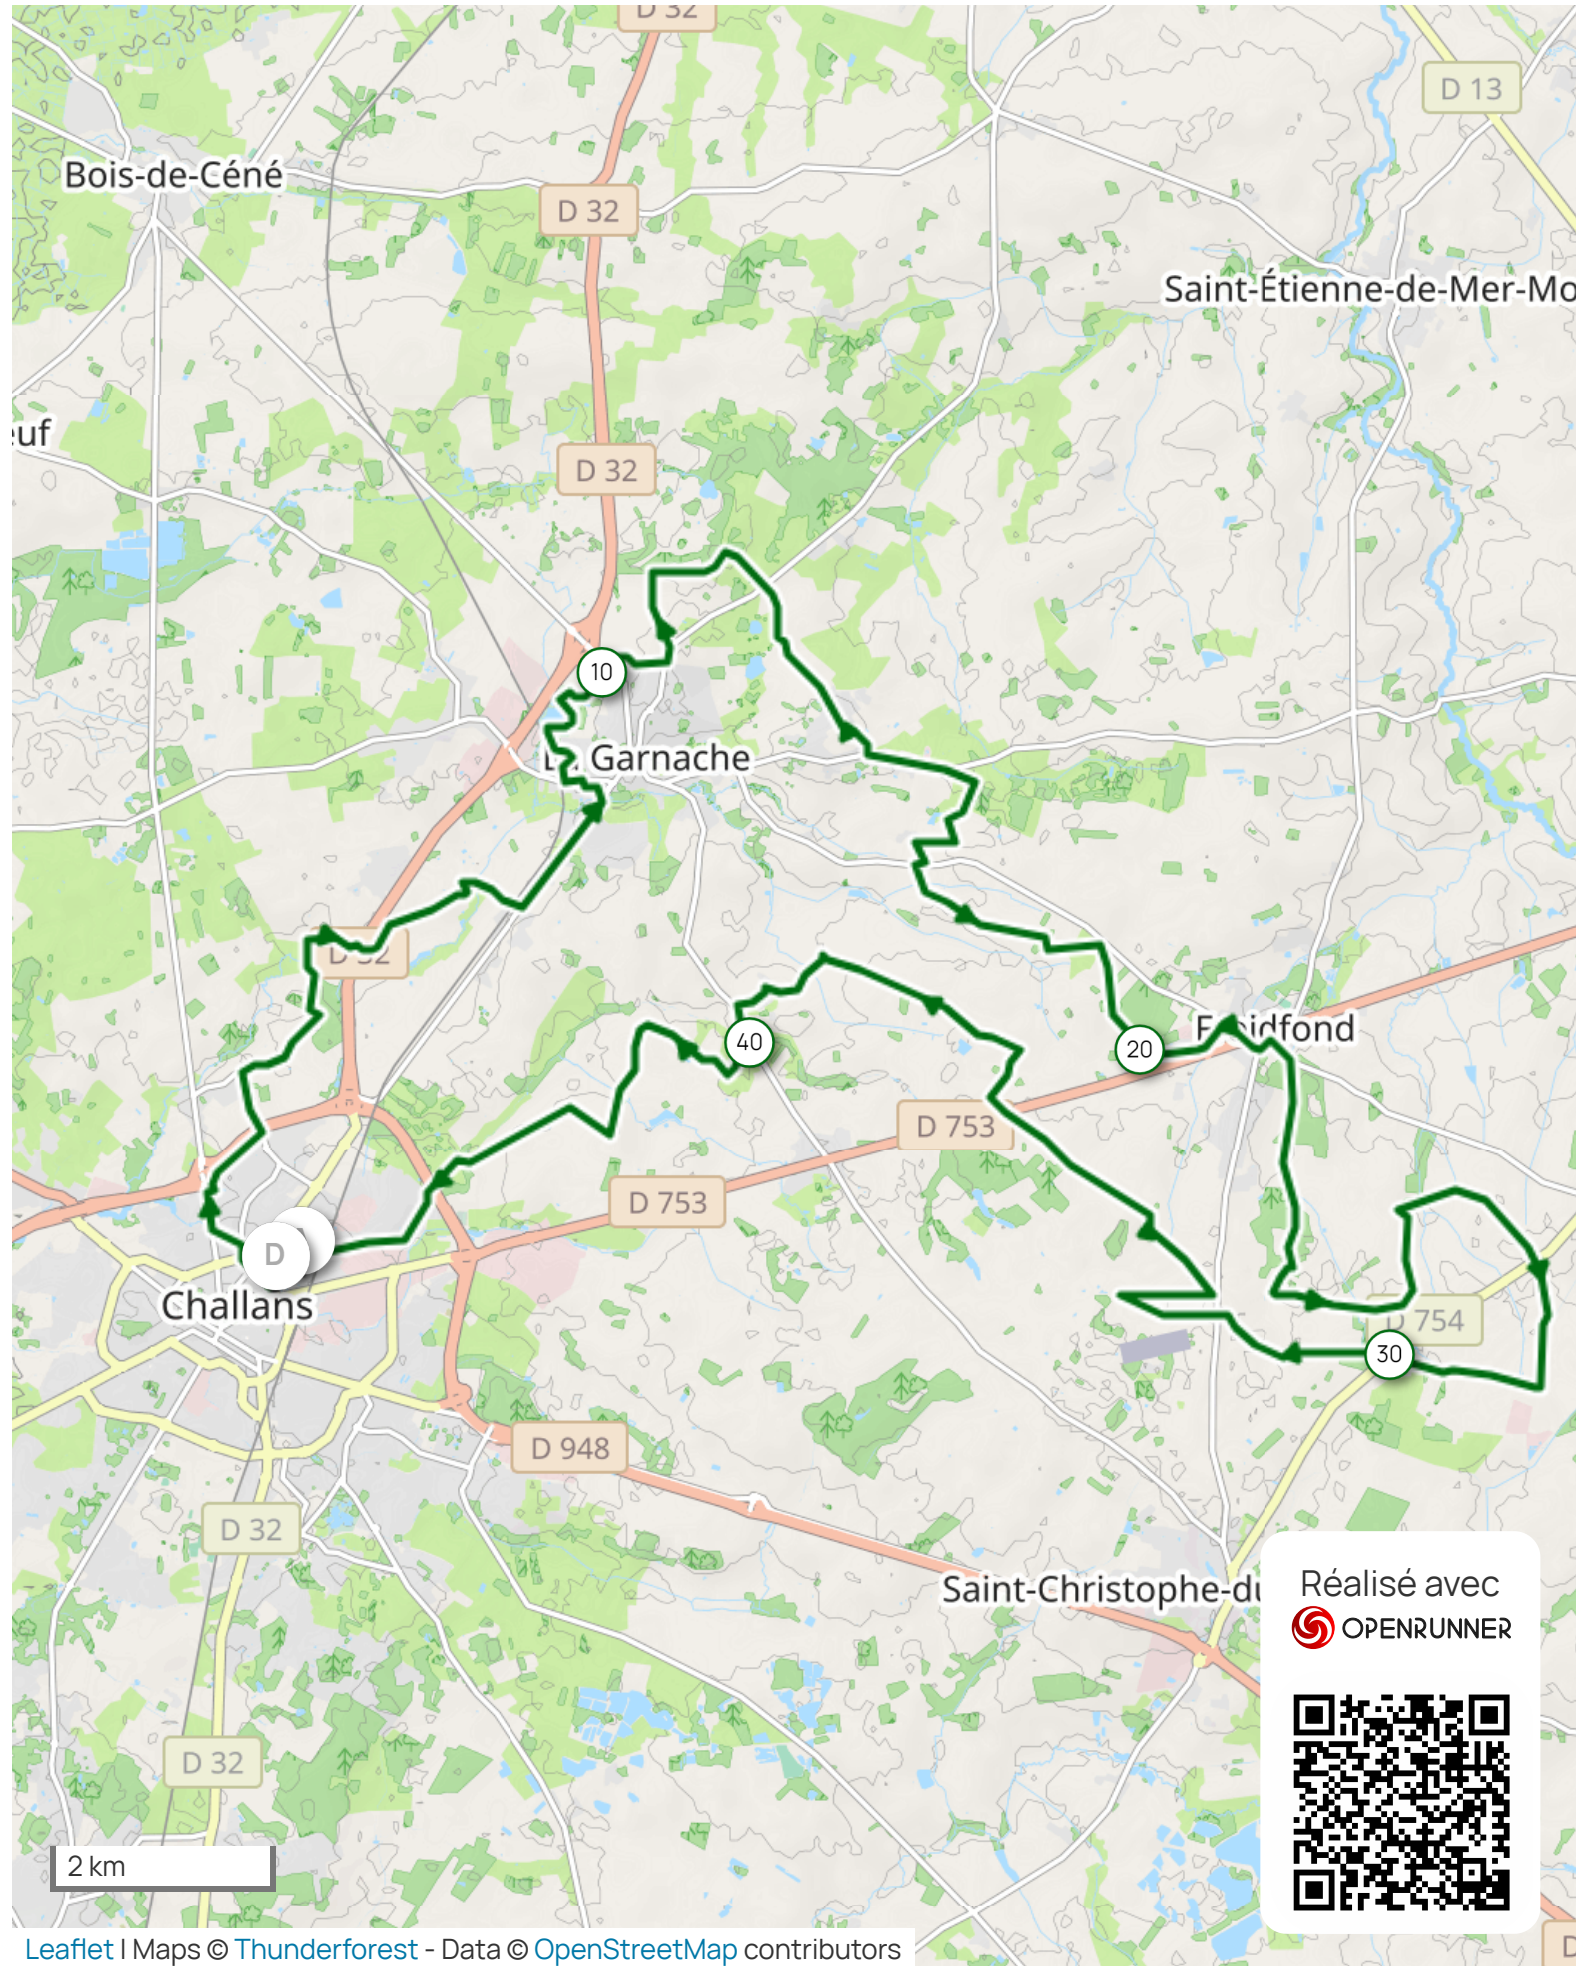 D 32
D 13
Bois-de-Céné
D 32
Saint-Étienne-de-Mer-Mo
euf
D 32
10
Garnache
D 32
Froidfond
20
40
D 753
D 753
D
Challans
D 754
30
D 948
D 32
Saint-Christophe-du
Réalisé avec
OPENRUNNER
D 32
2 km
Leaflet | Maps © Thunderforest - Data © OpenStreetMap contributors
D